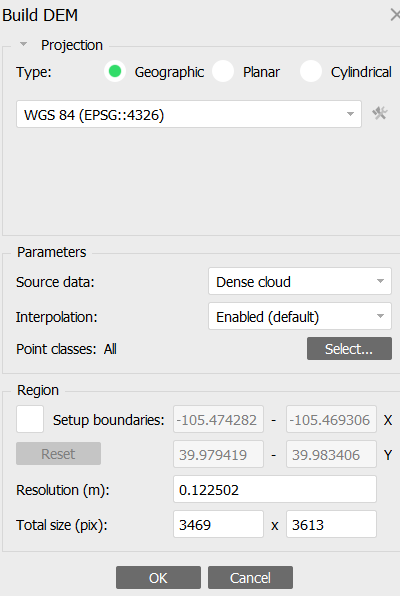 Build DEM
Projection
Type: Geographic Planar Cylindrical
WGS 84 (EPSG::4326)
Parameters
Source data: Dense cloud
Interpolation: Enabled (default)
Point classes: All Select...
Region
Setup boundaries: -105.474282 - -105.469306 X
Reset 39.979419 - 39.983406 Y
Resolution (m): 0.122502
Total size (pix): 3469 x 3613
OK Cancel